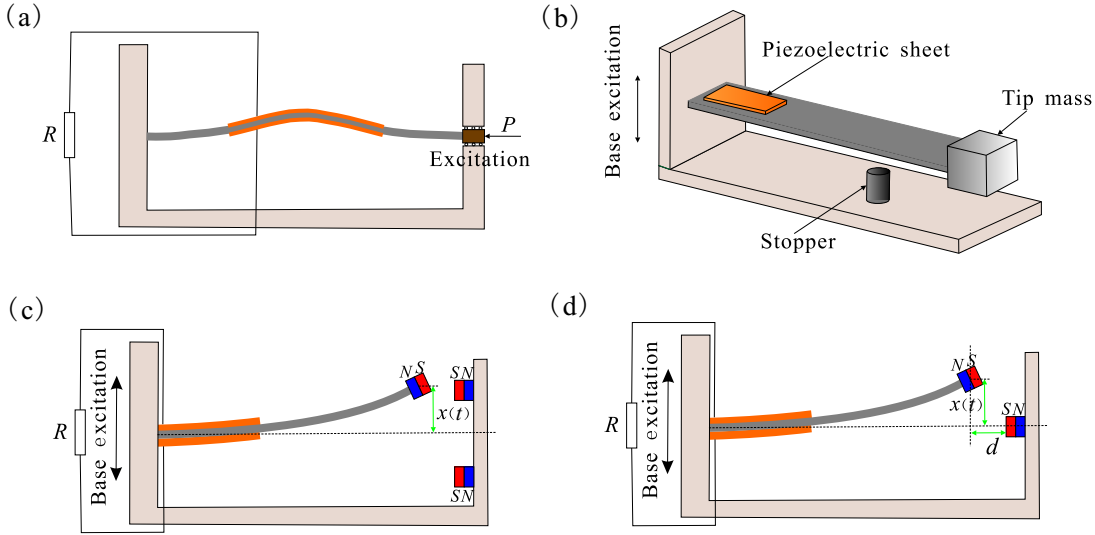 (a)
R
P
Excitation
(b)
Base excitation
Piezoelectric sheet
Tip mass
Stopper
(c)
Base excitation
R
N S
S N
x(t)
S N
(d)
Base excitation
R
N S
x(t)
S N
d